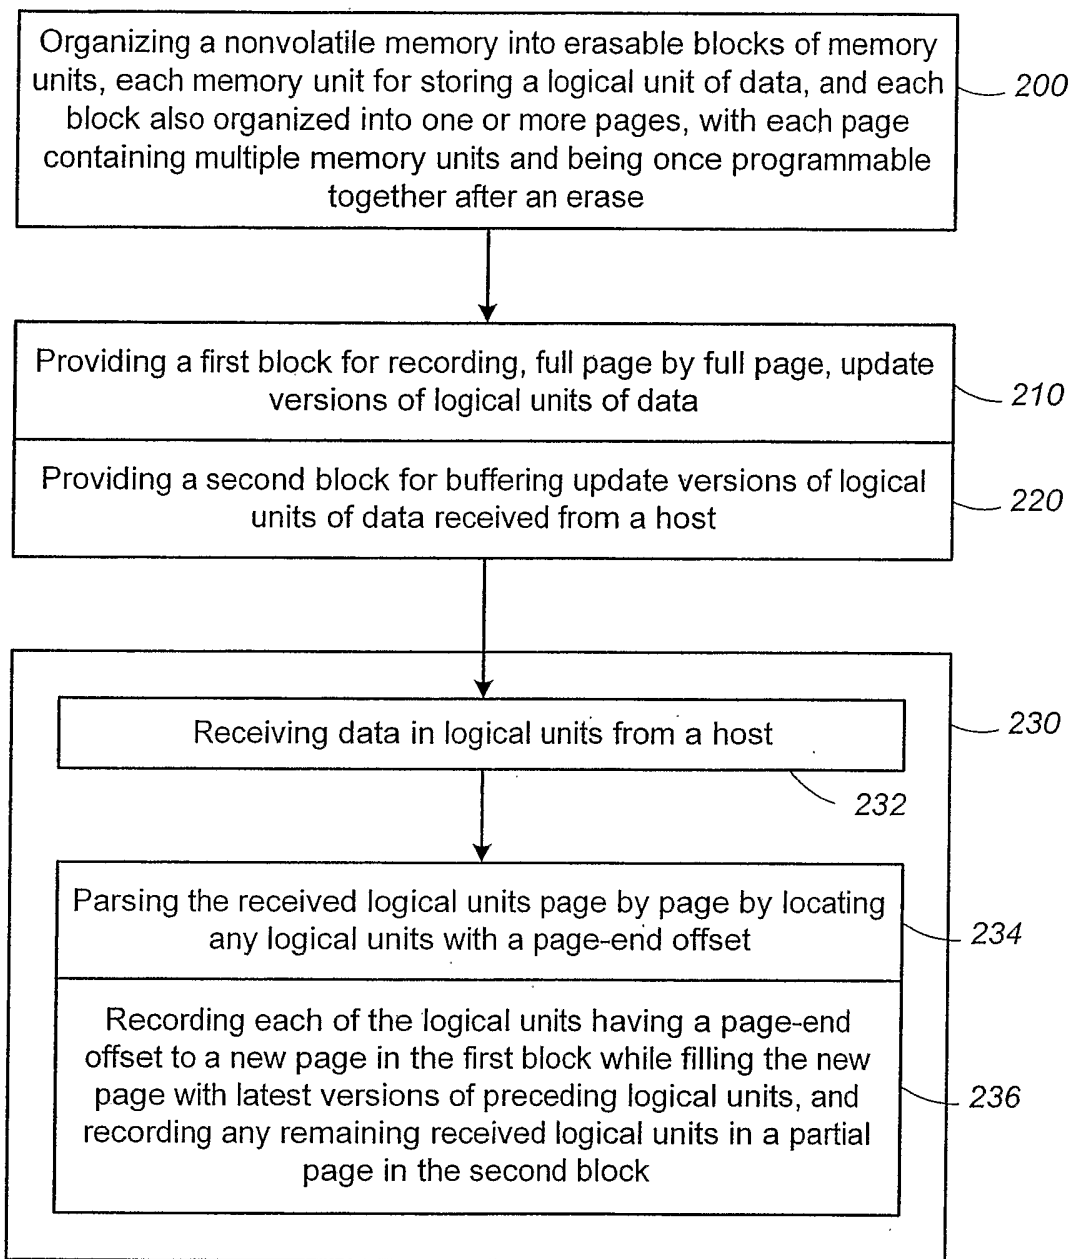 Organizing a nonvolatile memory into erasable blocks of memory
units, each memory unit for storing a logical unit of data, and each
block also organized into one or more pages, with each page
containing multiple memory units and being once programmable
together after an erase
200
Providing a first block for recording, full page by full page, update
versions of logical units of data
210
Providing a second block for buffering update versions of logical
units of data received from a host
220
230
Receiving data in logical units from a host
232
Parsing the received logical units page by page by locating
any logical units with a page-end offset
234
Recording each of the logical units having a page-end
offset to a new page in the first block while filling the new
page with latest versions of preceding logical units, and
recording any remaining received logical units in a partial
page in the second block
236